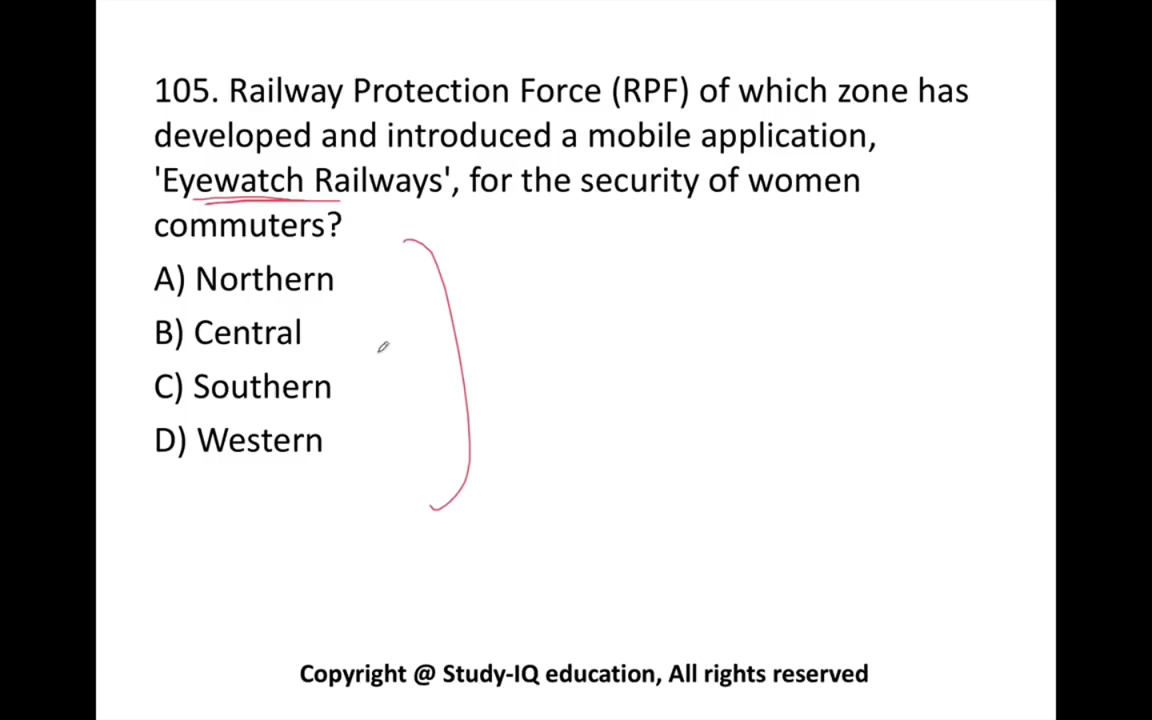 105. Railway Protection Force (RPF) of which zone has
developed and introduced a mobile application,
'Eyewatch Railways', for the security of women
commuters?
A) Northern
B) Central
C) Southern
D) Western
Copyright @ Study-IQ education, All rights reserved